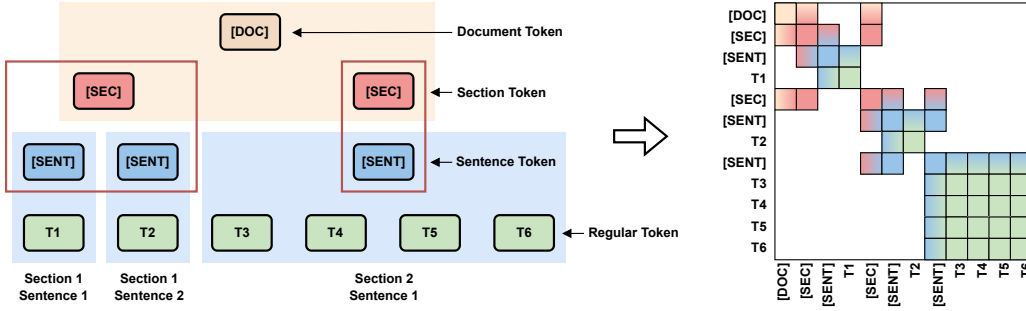 [DOC]
Document Token
[SEC]
[SEC]
Section Token
[SENT]
[SENT]
[SENT]
Sentence Token
T1
T2
T3
T4
T5
T6
Regular Token
Section 1
Sentence 1
Section 1
Sentence 2
Section 2
Sentence 1
[DOC]
[SEC]
[SENT]
T1
[SEC]
[SENT]
T2
[SENT]
T3
T4
T5
T6
[DOC]
[SEC]
[SENT]
T1
[SEC]
[SENT]
T2
[SENT]
T3
T4
T5
T6